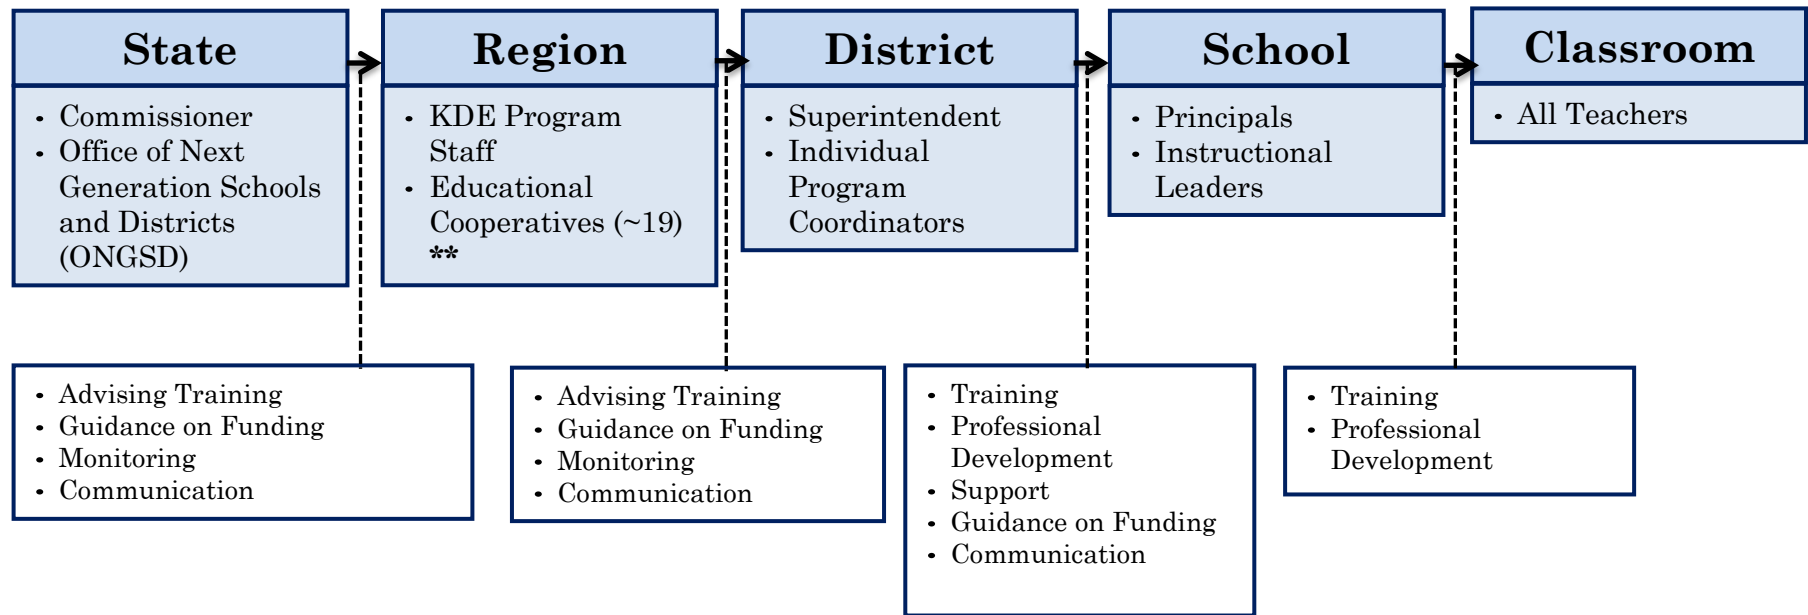 State
• Commissioner
• Office of Next
Generation Schools
and Districts
(ONGSD)
Region
• KDE Program
Staff
• Educational
Cooperatives (~19)
**
District
• Superintendent
• Individual
Program
Coordinators
School
• Principals
• Instructional
Leaders
Classroom
• All Teachers
• Advising Training
• Guidance on Funding
• Monitoring
• Communication
• Advising Training
• Guidance on Funding
• Monitoring
• Communication
• Training
• Professional
Development
• Support
• Guidance on Funding
• Communication
• Training
• Professional
Development